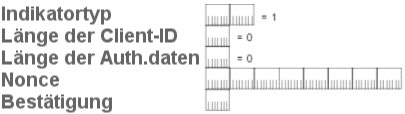 Indikatortyp = 1
Länge der Client-ID = 0
Länge der Auth.daten = 0
Nonce
Bestätigung